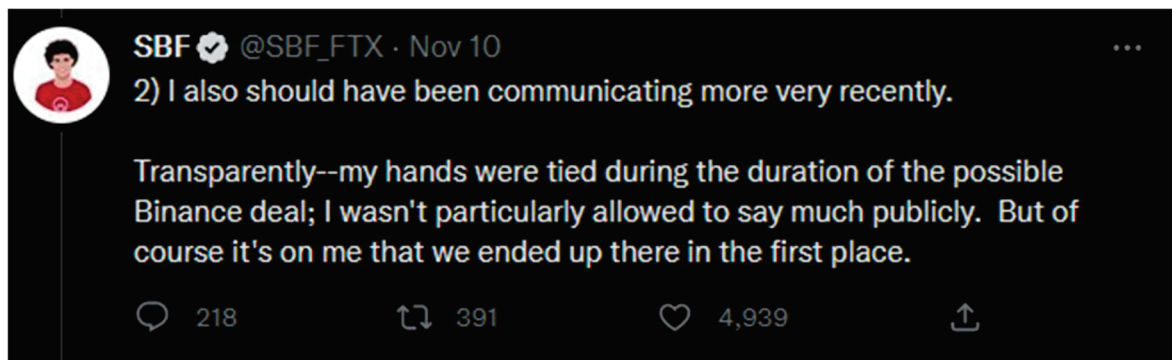 SBF @SBF_FTX · Nov 10
2) I also should have been communicating more very recently.
Transparently--my hands were tied during the duration of the possible
Binance deal; I wasn't particularly allowed to say much publicly.  But of
course it's on me that we ended up there in the first place.
218 391 4,939